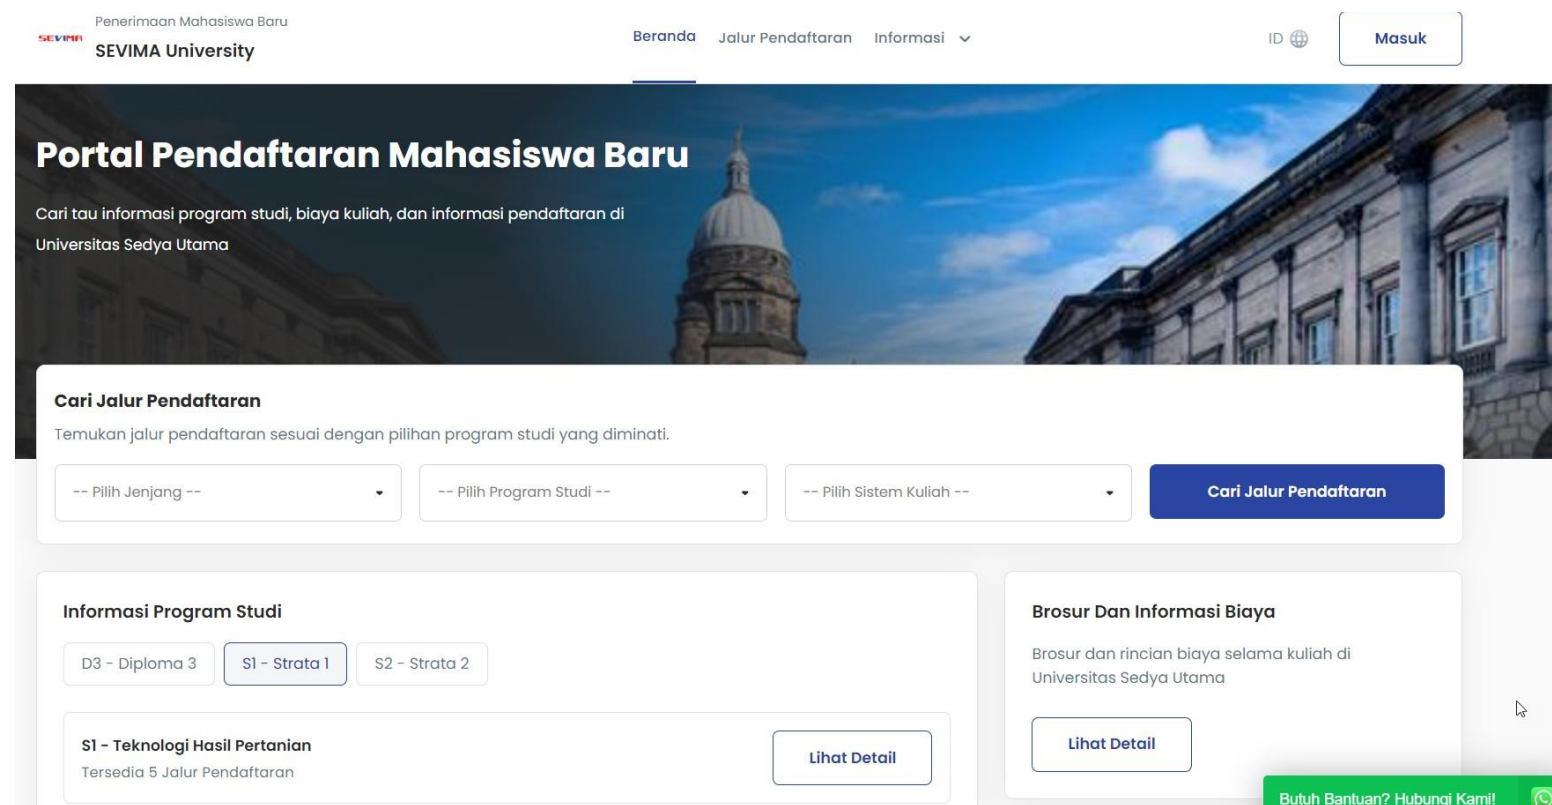 SEVIMA
Penerimaan Mahasiswa Baru
SEVIMA University
Beranda
Jalur Pendaftaran
Informasi
ID
Masuk
Portal Pendaftaran Mahasiswa Baru
Cari tau informasi program studi, biaya kuliah, dan informasi pendaftaran di
Universitas Sedya Utama
Cari Jalur Pendaftaran
Temukan jalur pendaftaran sesuai dengan pilihan program studi yang diminati.
-- Pilih Jenjang --
-- Pilih Program Studi --
-- Pilih Sistem Kuliah --
Cari Jalur Pendaftaran
Informasi Program Studi
D3 - Diploma 3
S1 - Strata 1
S2 - Strata 2
S1 - Teknologi Hasil Pertanian
Tersedia 5 Jalur Pendaftaran
Lihat Detail
Brosur Dan Informasi Biaya
Brosur dan rincian biaya selama kuliah di
Universitas Sedya Utama
Lihat Detail
Butuh Bantuan? Hubungi Kami!